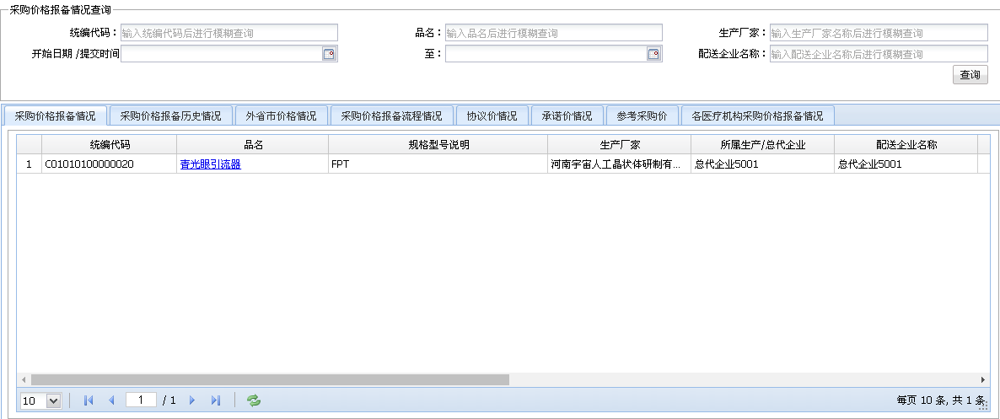 采购价格报备情况查询
统编代码： 输入统编代码后进行模糊查询 品名： 输入品名后进行模糊查询 生产厂家： 输入生产厂家名称后进行模糊查询
开始日期 /提交时间 至： 配送企业名称： 输入配送企业名称后进行模糊查询
查询
采购价格报备情况 采购价格报备历史情况 外省市价格情况 采购价格报备流程情况 协议价情况 承诺价情况 参考采购价 各医疗机构采购价格报备情况
统编代码 品名 规格型号说明 生产厂家 所属生产/总代企业 配送企业名称
1 C01010100000020 青光眼引流器 FPT 河南宇宙人工晶状体研制有... 总代企业5001 总代企业5001
10 1 / 1 每页 10 条, 共 1 条